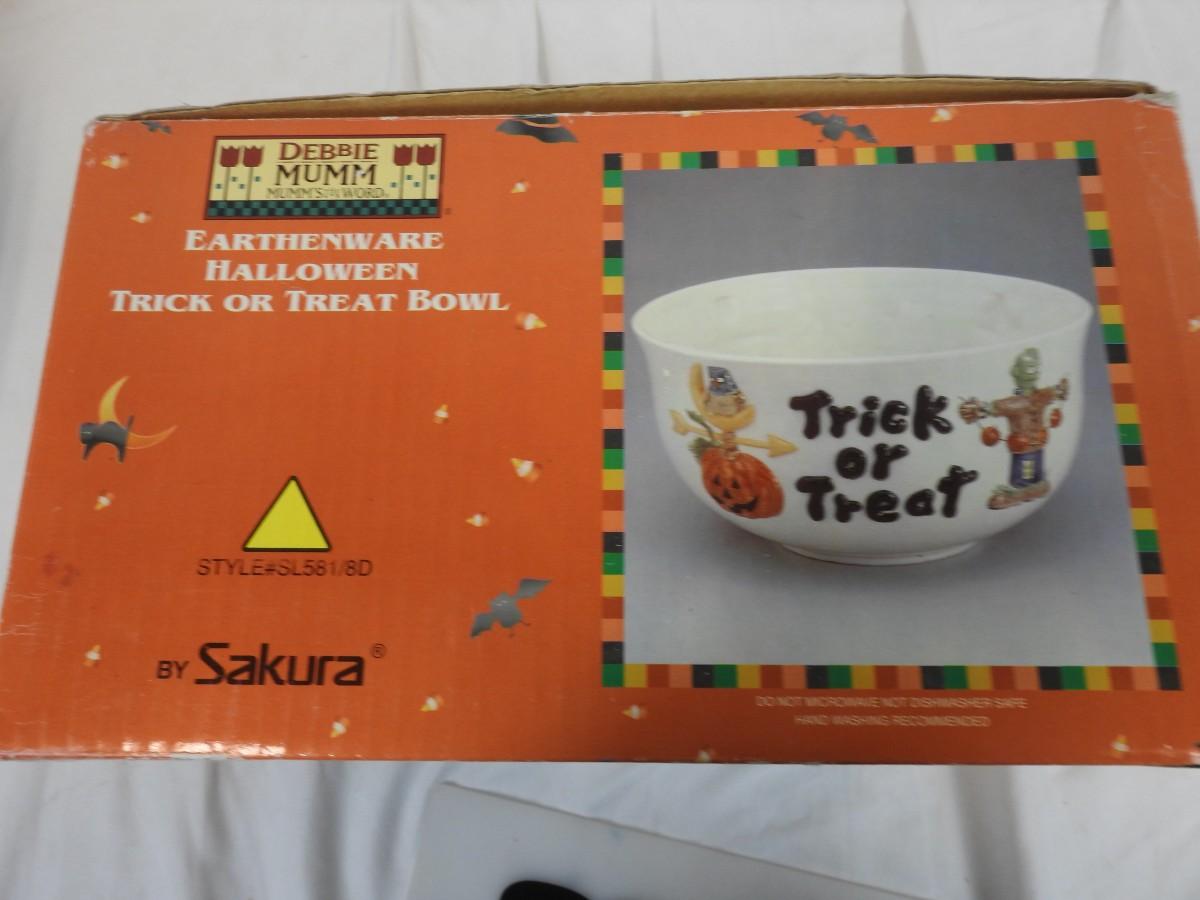 DEBBIE
MUMM
MUMM'S THE WORD®
EARTHENWARE
HALLOWEEN
TRICK OR TREAT BOWL
STYLE#SL581/8D
BY Sakura®
Trick
or
Treat
DO NOT MICROWAVE NOT DISHWASHER SAFE
HAND WASHING RECOMMENDED